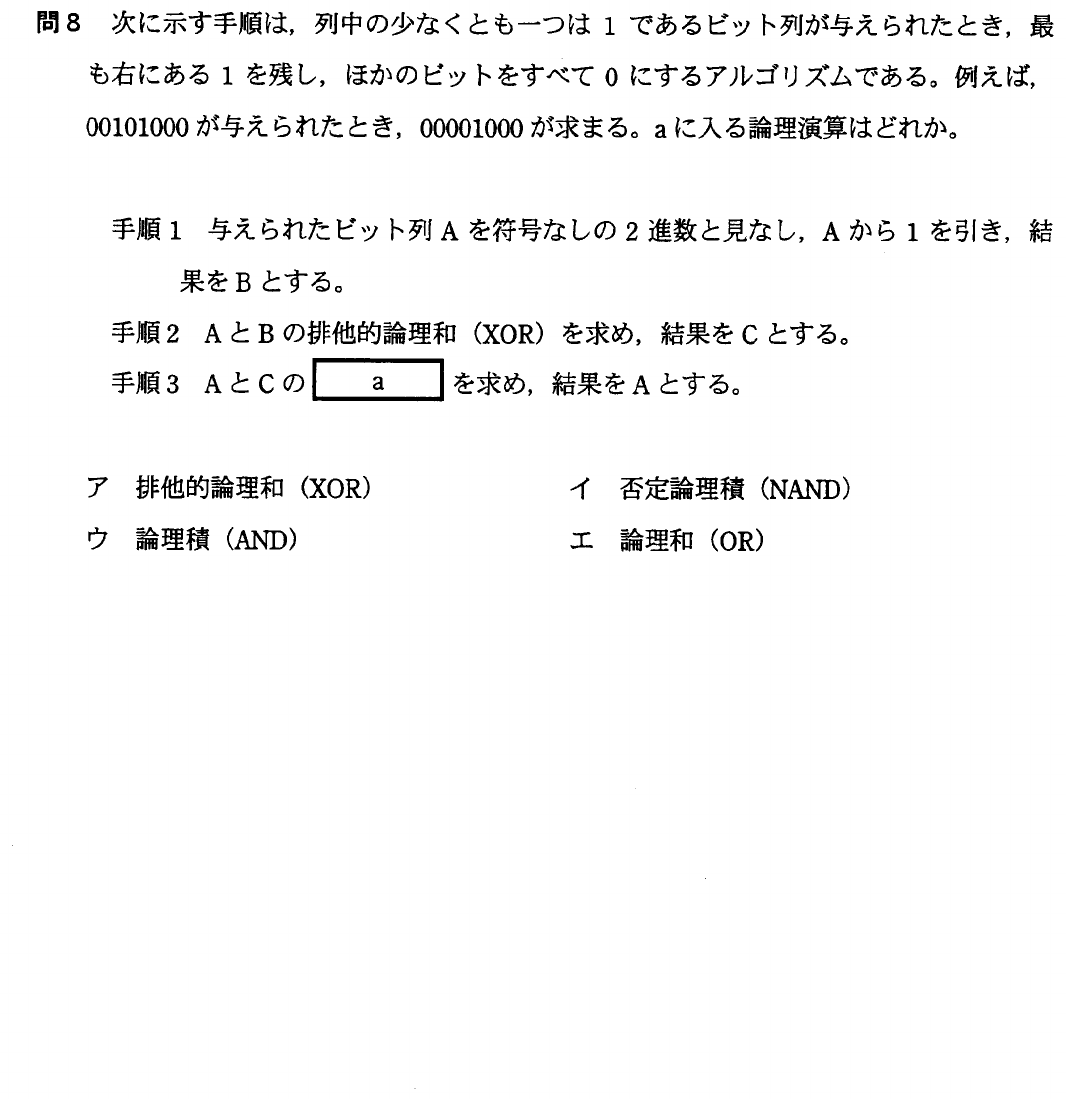 問8 次に示す手順は，列中の少なくとも一つは 1 であるビット列が与えられたとき，最
も右にある 1 を残し，ほかのビットをすべて 0 にするアルゴリズムである。例えば，
00101000 が与えられたとき，00001000 が求まる。a に入る論理演算はどれか。
手順1 与えられたビット列 A を符号なしの 2 進数と見なし，A から 1 を引き，結
果を B とする。
手順2 A と B の排他的論理和（XOR）を求め，結果を C とする。
手順3 A と C の a を求め，結果を A とする。
ア 排他的論理和（XOR） イ 否定論理積（NAND）
ウ 論理積（AND） エ 論理和（OR）